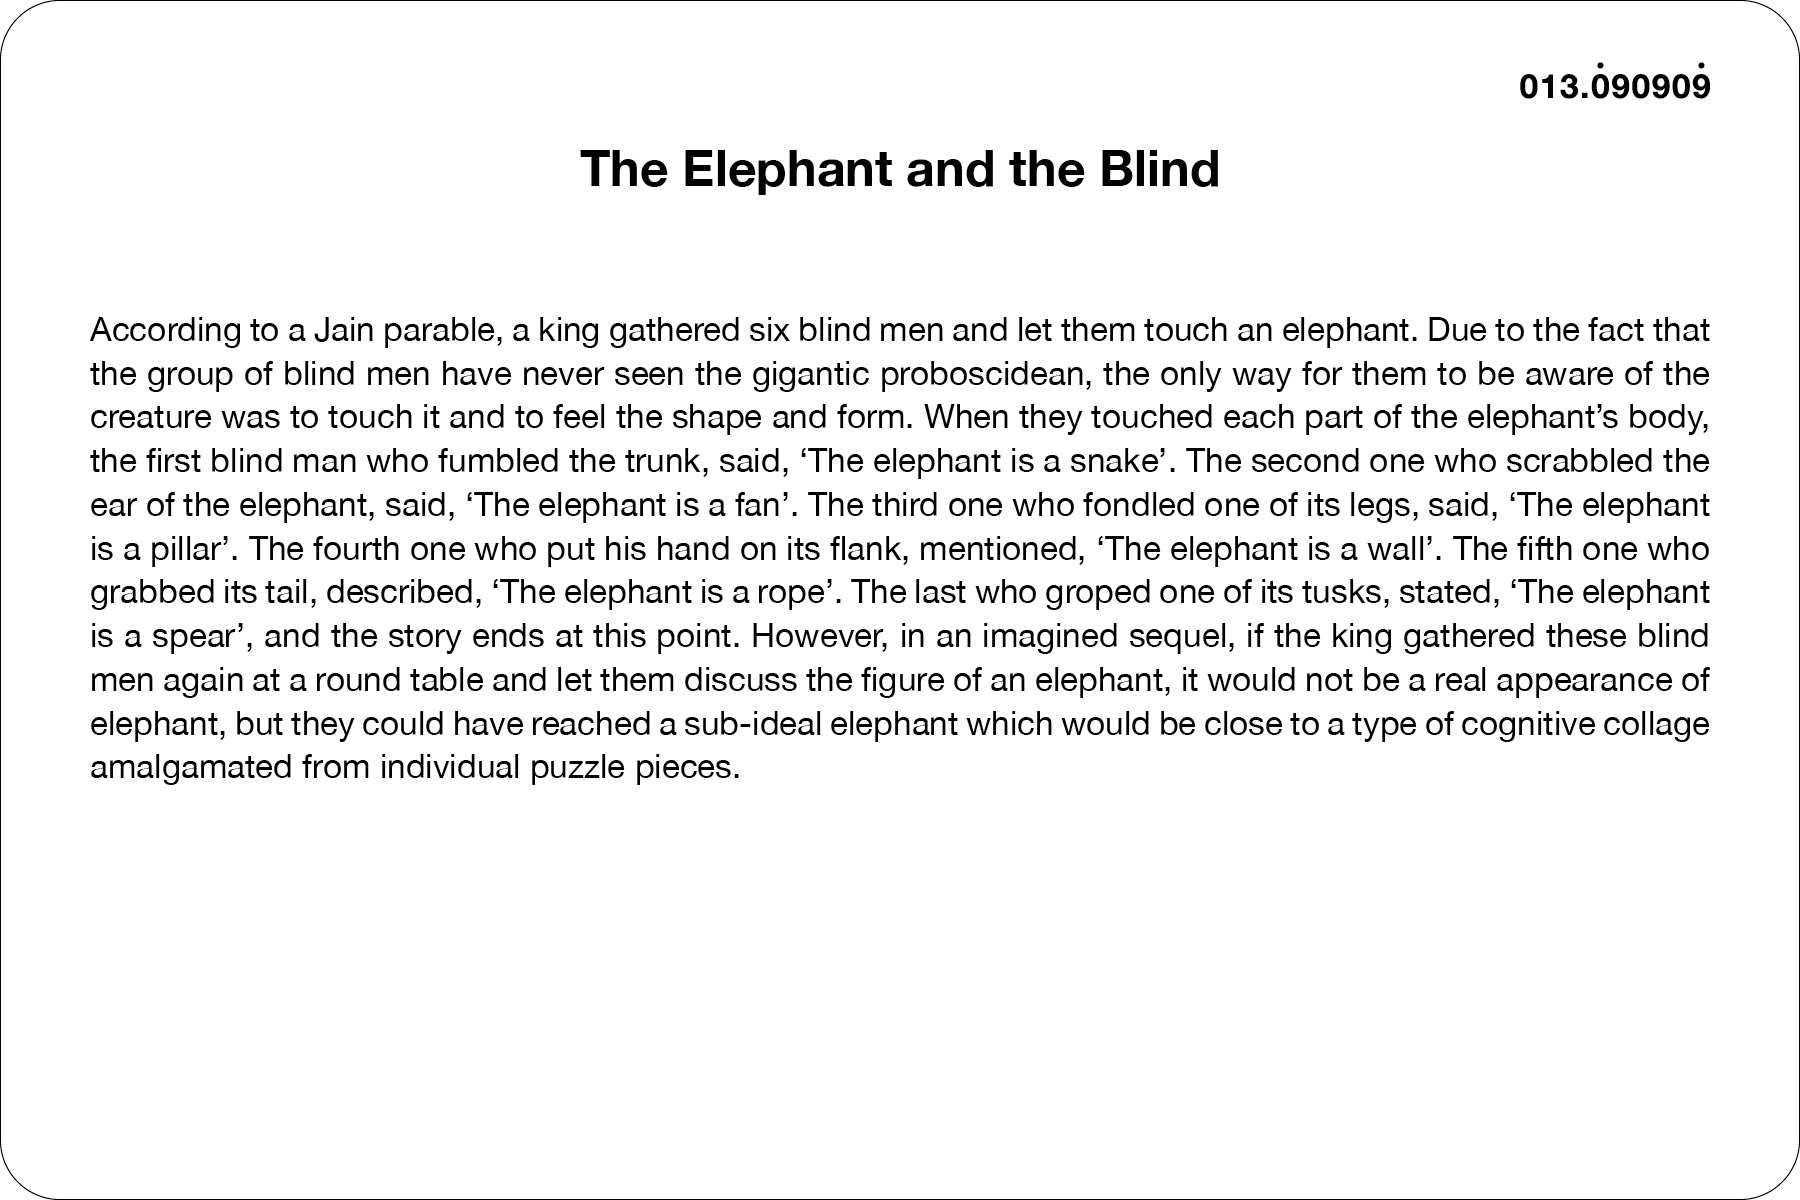 013.0̇90909̇
The Elephant and the Blind
According to a Jain parable, a king gathered six blind men and let them touch an elephant. Due to the fact that
the group of blind men have never seen the gigantic proboscidean, the only way for them to be aware of the
creature was to touch it and to feel the shape and form. When they touched each part of the elephant’s body,
the first blind man who fumbled the trunk, said, ‘The elephant is a snake’. The second one who scrabbled the
ear of the elephant, said, ‘The elephant is a fan’. The third one who fondled one of its legs, said, ‘The elephant
is a pillar’. The fourth one who put his hand on its flank, mentioned, ‘The elephant is a wall’. The fifth one who
grabbed its tail, described, ‘The elephant is a rope’. The last who groped one of its tusks, stated, ‘The elephant
is a spear’, and the story ends at this point. However, in an imagined sequel, if the king gathered these blind
men again at a round table and let them discuss the figure of an elephant, it would not be a real appearance of
elephant, but they could have reached a sub-ideal elephant which would be close to a type of cognitive collage
amalgamated from individual puzzle pieces.